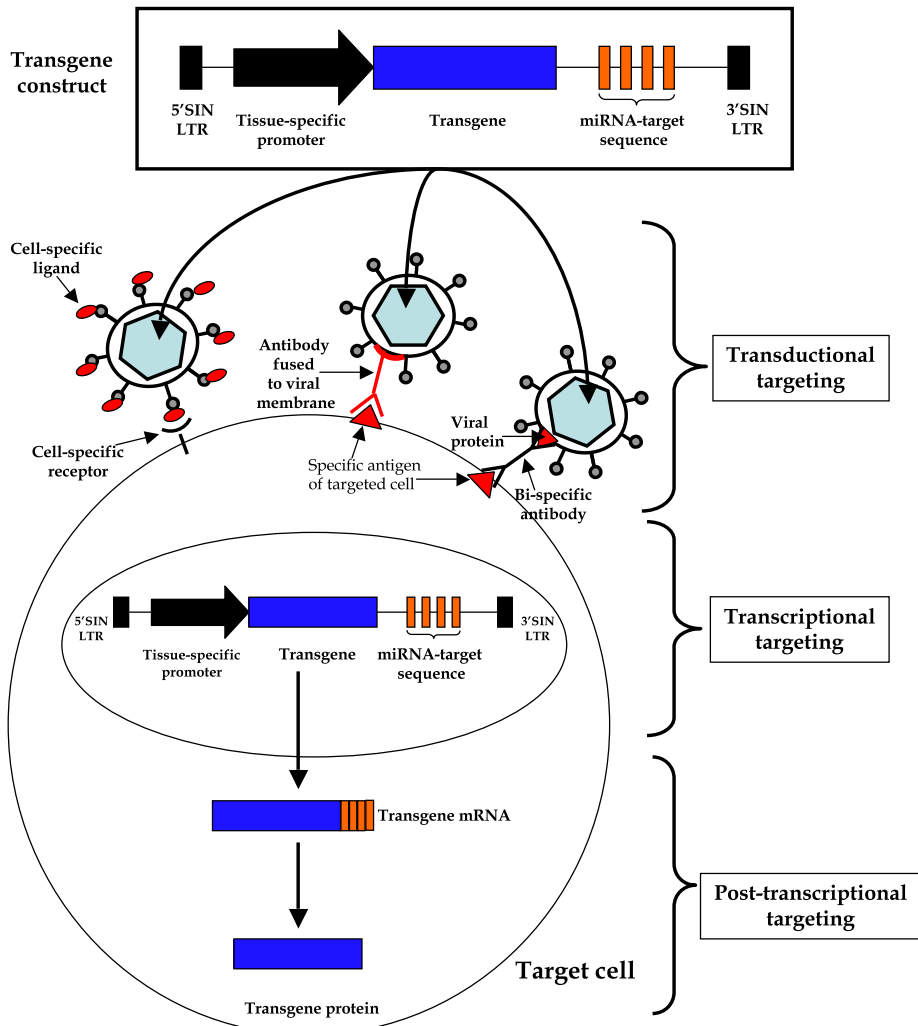 Transgene
construct
5'SIN
LTR
Tissue-specific
promoter
Transgene
miRNA-target
sequence
3'SIN
LTR
Cell-specific
ligand
Antibody
fused
to viral
membrane
Viral
protein
Cell-specific
receptor
Specific antigen
of targeted cell
Bi-specific
antibody
Transductional
targeting
5'SIN
LTR
Tissue-specific
promoter
Transgene
miRNA-target
sequence
3'SIN
LTR
Transcriptional
targeting
Transgene mRNA
Post-transcriptional
targeting
Target cell
Transgene protein